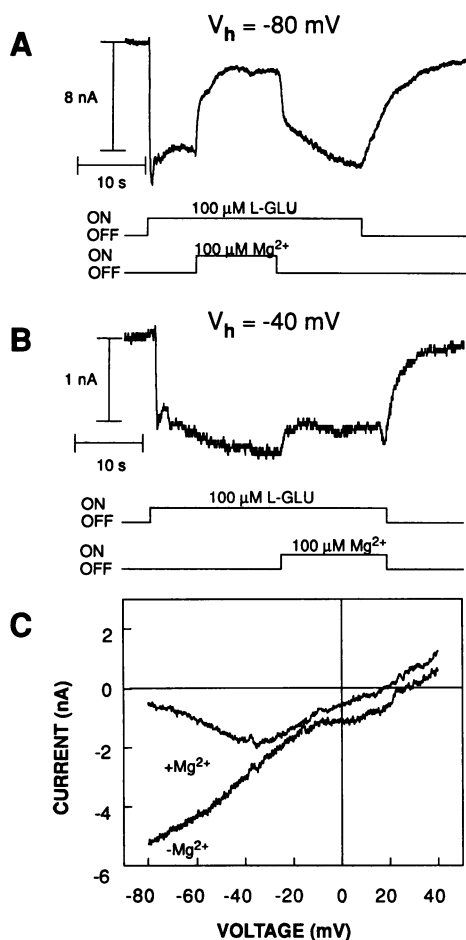 A
Vh = -80 mV
8 nA
10 s
ON
OFF
100 µM L-GLU
ON
OFF
100 µM Mg2+
B
Vh = -40 mV
1 nA
10 s
ON
OFF
100 µM L-GLU
ON
OFF
100 µM Mg2+
C
CURRENT (nA)
2
0
-2
-4
-6
+Mg2+
-Mg2+
-80 -60 -40 -20 0 20 40
VOLTAGE (mV)